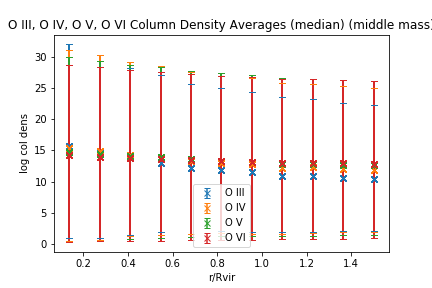 O III, O IV, O V, O VI Column Density Averages (median) (middle mass)
log col dens
35
30
25
20
15
10
5
0
O III
O IV
O V
O VI
0.2 0.4 0.6 0.8 1.0 1.2 1.4
r/Rvir